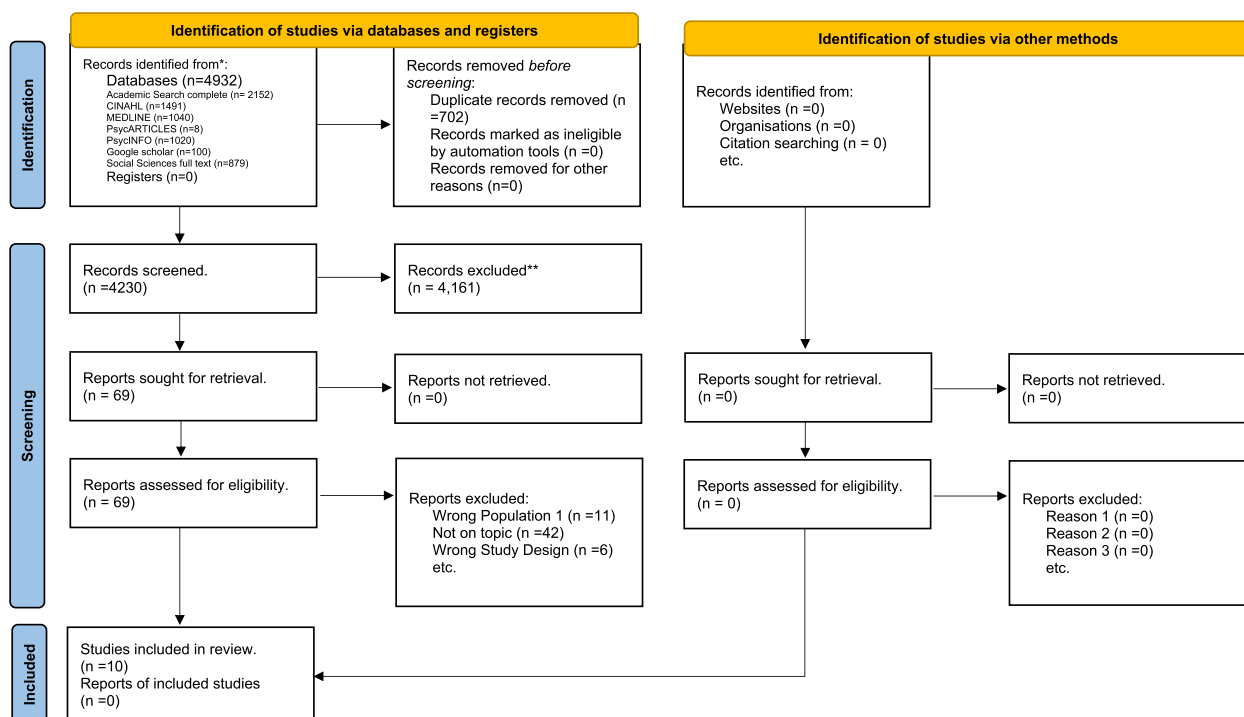 Identification of studies via databases and registers
Identification of studies via other methods
Identification
Records identified from*:
Databases (n=4932)
Academic Search complete (n= 2152)
CINAHL (n=1491)
MEDLINE (n=1040)
PsycARTICLES (n=8)
PsycINFO (n=1020)
Google scholar (n=100)
Social Sciences full text (n=879)
Registers (n=0)
Records removed before
screening:
Duplicate records removed (n
=702)
Records marked as ineligible
by automation tools (n =0)
Records removed for other
reasons (n=0)
Records identified from:
Websites (n =0)
Organisations (n =0)
Citation searching (n = 0)
etc.
Screening
Records screened.
(n =4230)
Records excluded**
(n = 4,161)
Reports sought for retrieval.
(n = 69)
Reports not retrieved.
(n =0)
Reports sought for retrieval.
(n =0)
Reports not retrieved.
(n =0)
Reports assessed for eligibility.
(n = 69)
Reports excluded:
Wrong Population 1 (n =11)
Not on topic (n =42)
Wrong Study Design (n =6)
etc.
Reports assessed for eligibility.
(n = 0)
Reports excluded:
Reason 1 (n =0)
Reason 2 (n =0)
Reason 3 (n =0)
etc.
Included
Studies included in review.
(n =10)
Reports of included studies
(n =0)